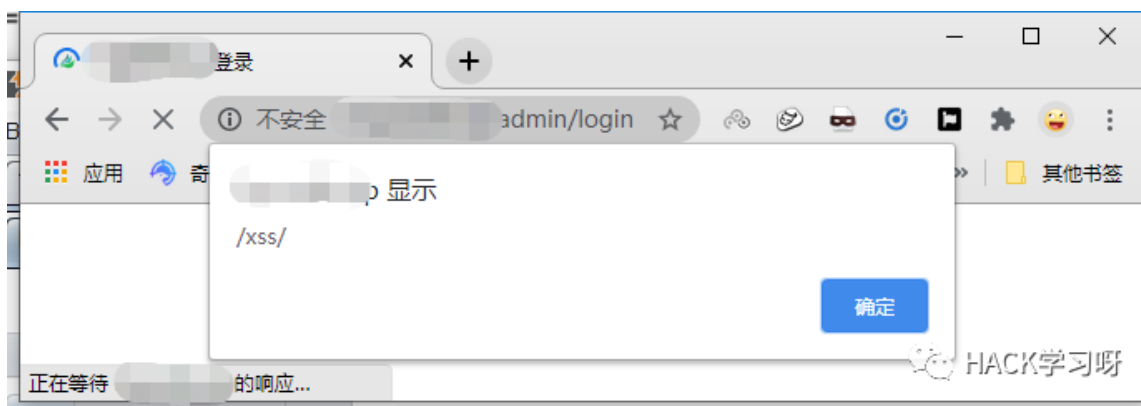 登录
不安全 admin/login
应用 奇 » 其他书签
显示
/xss/
确定
正在等待 的响应...
HACK学习呀